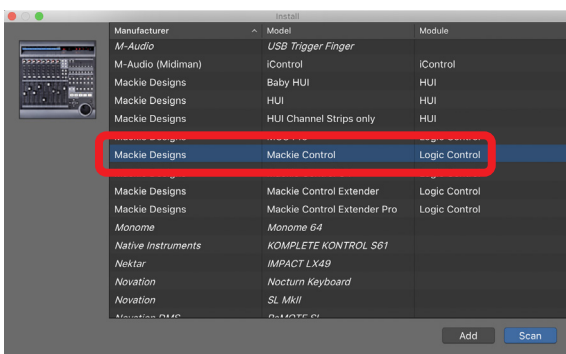 Install
Manufacturer Model Module
M-Audio USB Trigger Finger
M-Audio (Midiman) iControl iControl
Mackie Designs Baby HUI HUI
Mackie Designs HUI HUI
Mackie Designs HUI Channel Strips only HUI
Mackie Designs Mackie Control Logic Control
Mackie Designs Mackie Control Extender Logic Control
Mackie Designs Mackie Control Extender Pro Logic Control
Monome Monome 64
Native Instruments KOMPLETE KONTROL S61
Nektar IMPACT LX49
Novation Nocturn Keyboard
Novation SL MkII
Add Scan